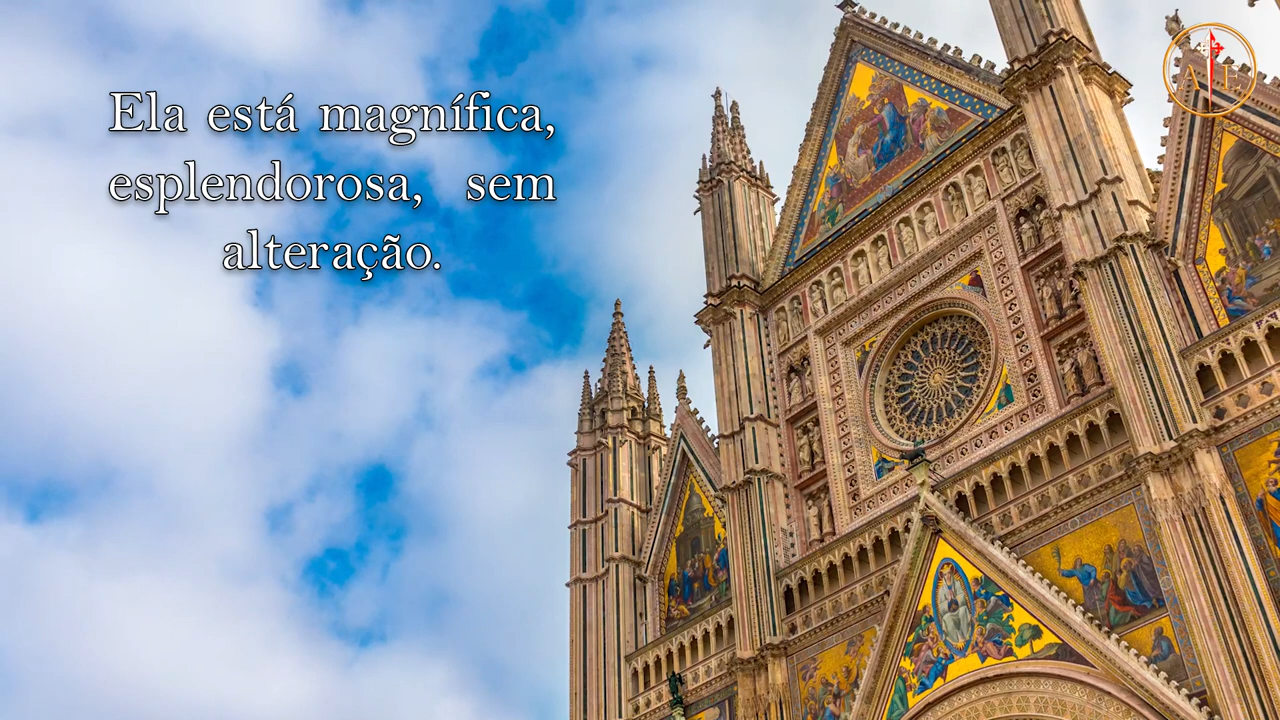 Ela está magnífica,
esplendorosa, sem
alteração.
A T